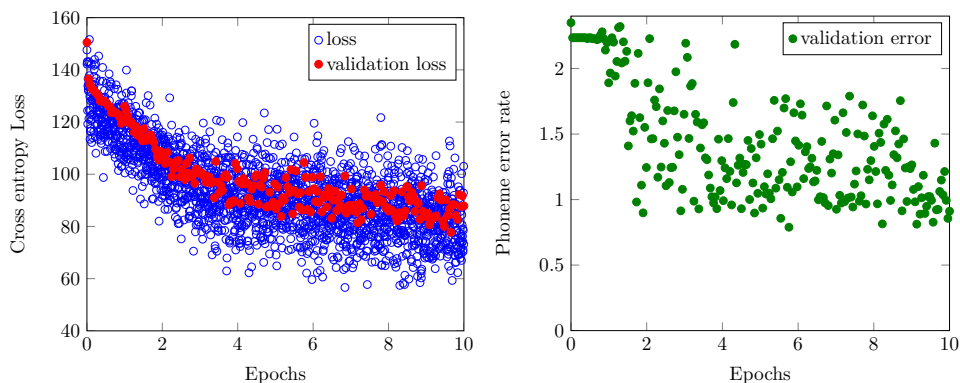 160
140
120
100
80
60
40
0 2 4 6 8 10
Epochs
Cross entropy Loss
loss
validation loss
2
1.5
1
0.5
0
0 2 4 6 8 10
Epochs
Phoneme error rate
validation error